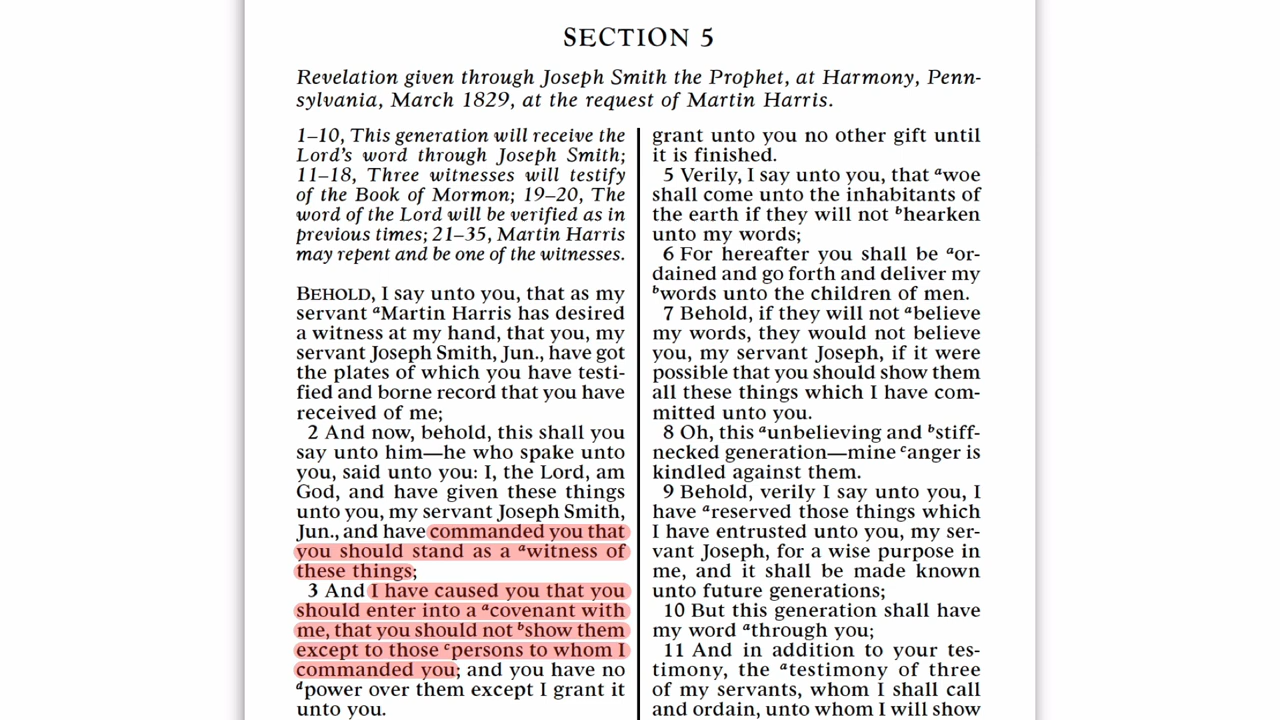 SECTION 5
Revelation given through Joseph Smith the Prophet, at Harmony, Penn-
sylvania, March 1829, at the request of Martin Harris.
1–10, This generation will receive the
Lord's word through Joseph Smith;
11–18, Three witnesses will testify
of the Book of Mormon; 19–20, The
word of the Lord will be verified as in
previous times; 21–35, Martin Harris
may repent and be one of the witnesses.
BEHOLD, I say unto you, that as my
servant aMartin Harris has desired
a witness at my hand, that you, my
servant Joseph Smith, Jun., have got
the plates of which you have testi-
fied and borne record that you have
received of me;
2 And now, behold, this shall you
say unto him—he who spake unto
you, said unto you: I, the Lord, am
God, and have given these things
unto you, my servant Joseph Smith,
Jun., and have commanded you that
you should stand as a awitness of
these things;
3 And I have caused you that you
should enter into a acovenant with
me, that you should not bshow them
except to those cpersons to whom I
commanded you; and you have no
dpower over them except I grant it
unto you.
grant unto you no other gift until
it is finished.
5 Verily, I say unto you, that awoe
shall come unto the inhabitants of
the earth if they will not bhearken
unto my words;
6 For hereafter you shall be aor-
dained and go forth and deliver my
bwords unto the children of men.
7 Behold, if they will not abelieve
my words, they would not believe
you, my servant Joseph, if it were
possible that you should show them
all these things which I have com-
mitted unto you.
8 Oh, this aunbelieving and bstiff-
necked generation—mine canger is
kindled against them.
9 Behold, verily I say unto you, I
have areserved those things which
I have entrusted unto you, my ser-
vant Joseph, for a wise purpose in
me, and it shall be made known
unto future generations;
10 But this generation shall have
my word athrough you;
11 And in addition to your tes-
timony, the atestimony of three
of my servants, whom I shall call
and ordain, unto whom I will show